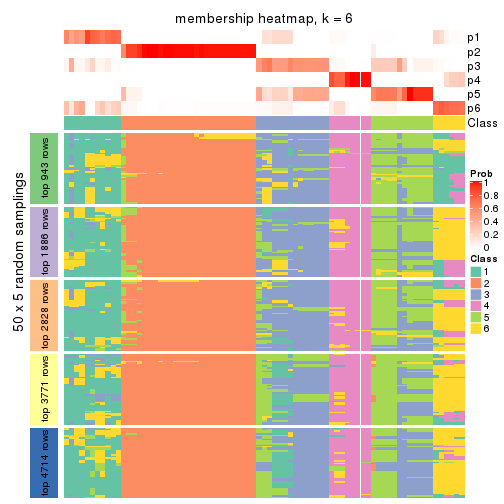 membership heatmap, k = 6
p1
p2
p3
p4
p5
p6
Class
50 x 5 random samplings
top 943 rows
top 1886 rows
top 2828 rows
top 3771 rows
top 4714 rows
Prob
1
0.8
0.6
0.4
0.2
0
Class
1
2
3
4
5
6